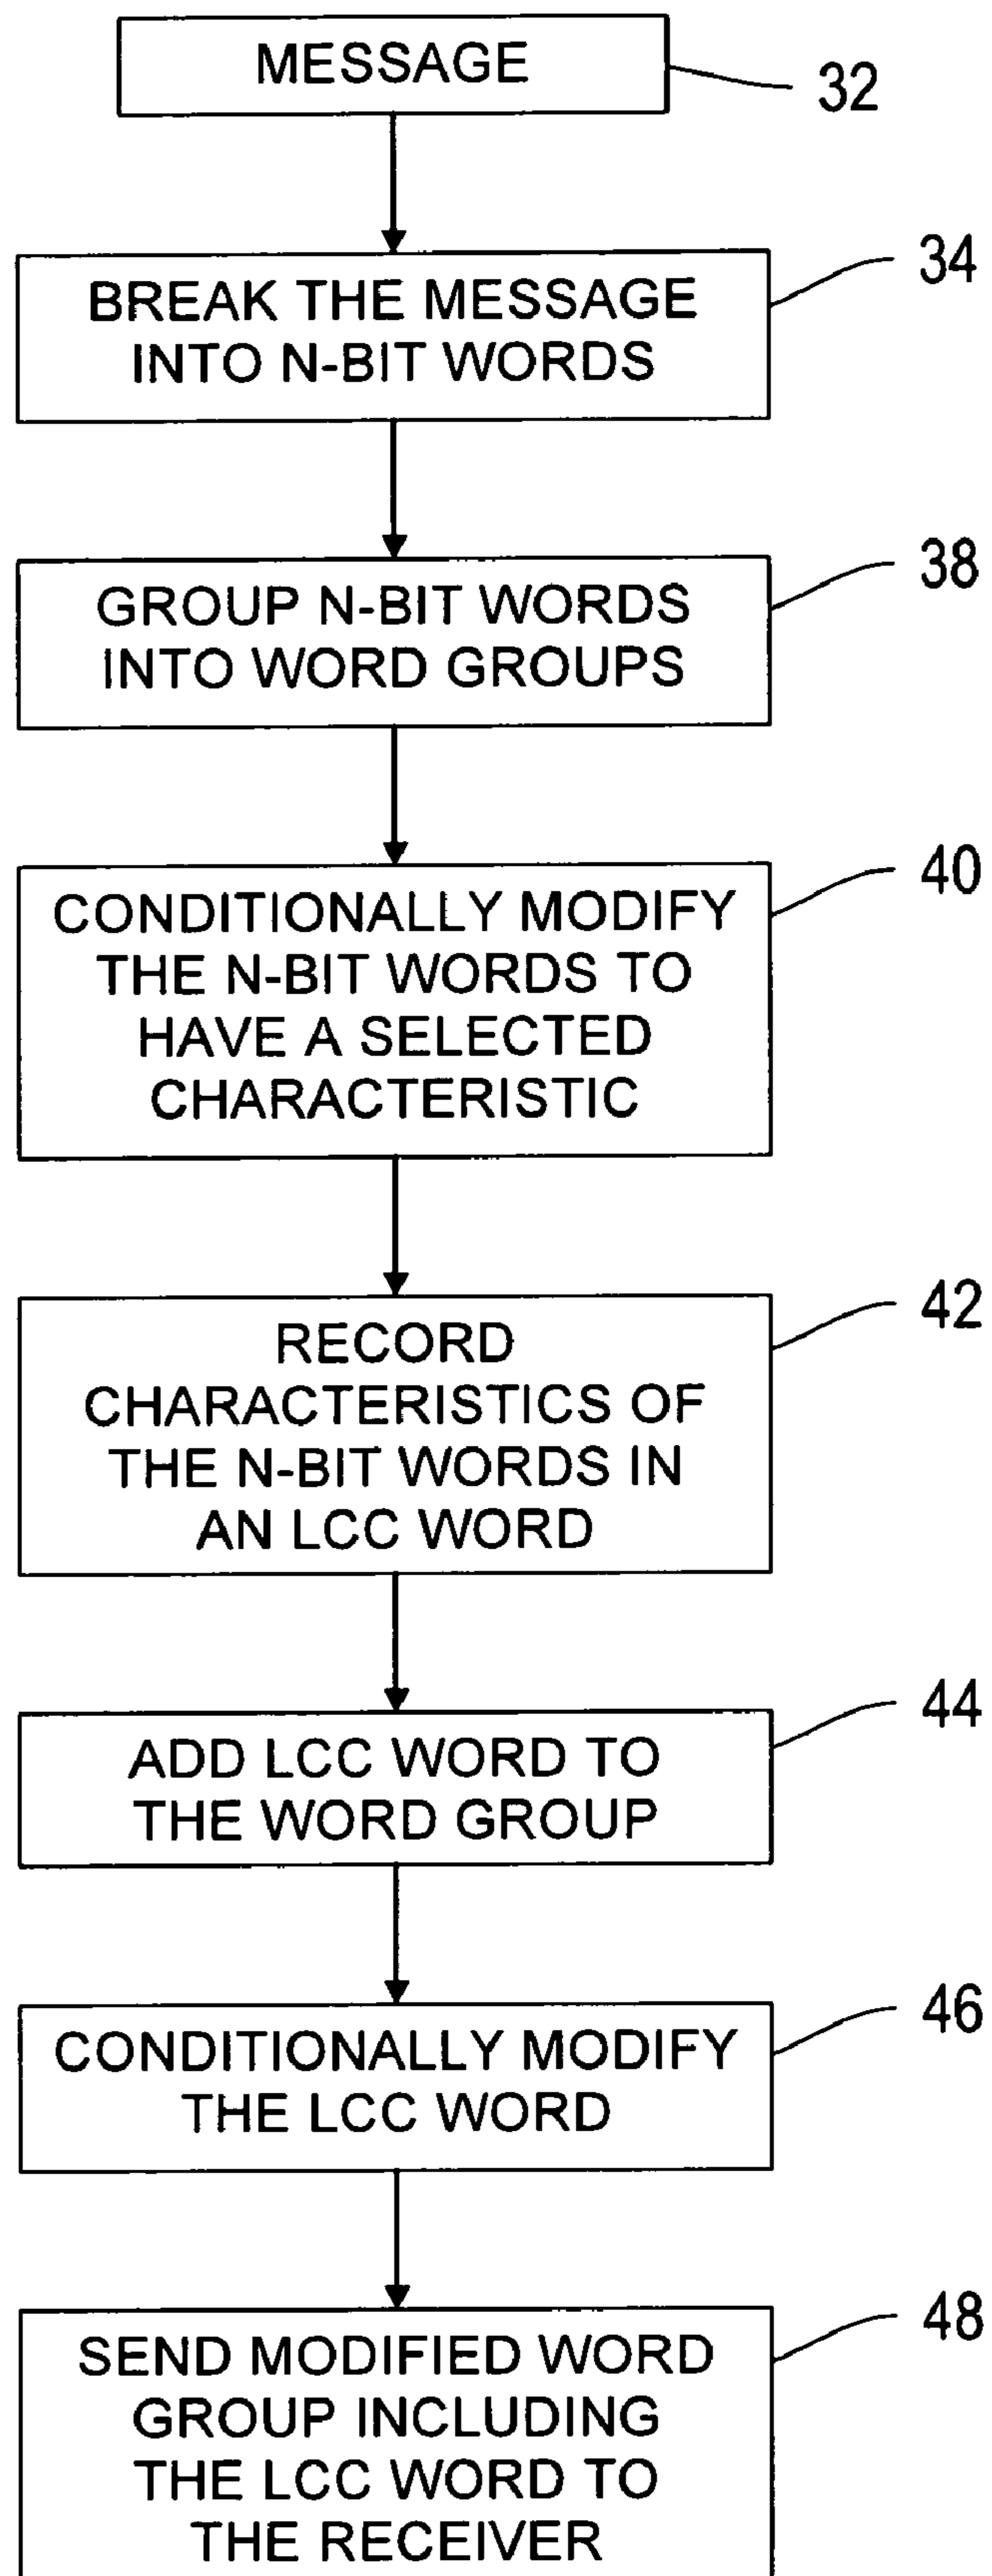 MESSAGE
32
34
BREAK THE MESSAGE
INTO N-BIT WORDS
38
GROUP N-BIT WORDS
INTO WORD GROUPS
40
CONDITIONALLY MODIFY
THE N-BIT WORDS TO
HAVE A SELECTED
CHARACTERISTIC
42
RECORD
CHARACTERISTICS OF
THE N-BIT WORDS IN
AN LCC WORD
44
ADD LCC WORD TO
THE WORD GROUP
46
CONDITIONALLY MODIFY
THE LCC WORD
48
SEND MODIFIED WORD
GROUP INCLUDING
THE LCC WORD TO
THE RECEIVER